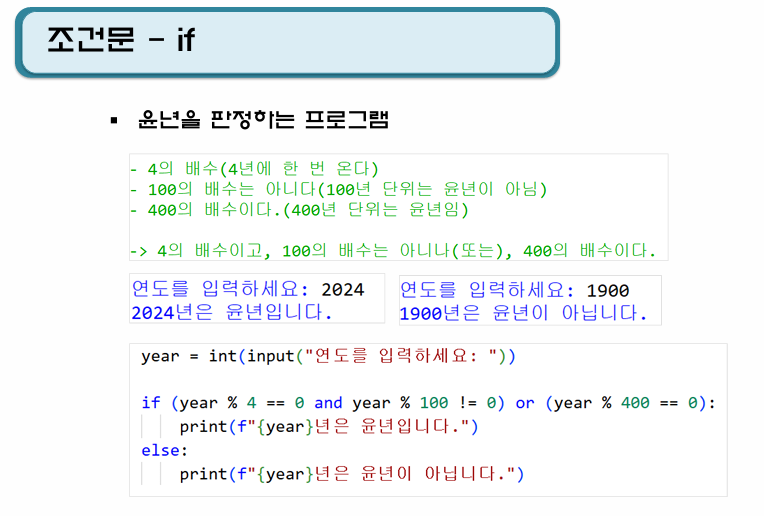 조건문 – if
▪ 윤년을 판정하는 프로그램
- 4의 배수(4년에 한 번 온다)
- 100의 배수는 아니다(100년 단위는 윤년이 아님)
- 400의 배수이다.(400년 단위는 윤년임)
-> 4의 배수이고, 100의 배수는 아니나(또는), 400의 배수이다.
연도를 입력하세요: 2024
2024년은 윤년입니다.
연도를 입력하세요: 1900
1900년은 윤년이 아닙니다.
year = int(input("연도를 입력하세요: "))
if (year % 4 == 0 and year % 100 != 0) or (year % 400 == 0):
    print(f"{year}년은 윤년입니다.")
else:
    print(f"{year}년은 윤년이 아닙니다.")